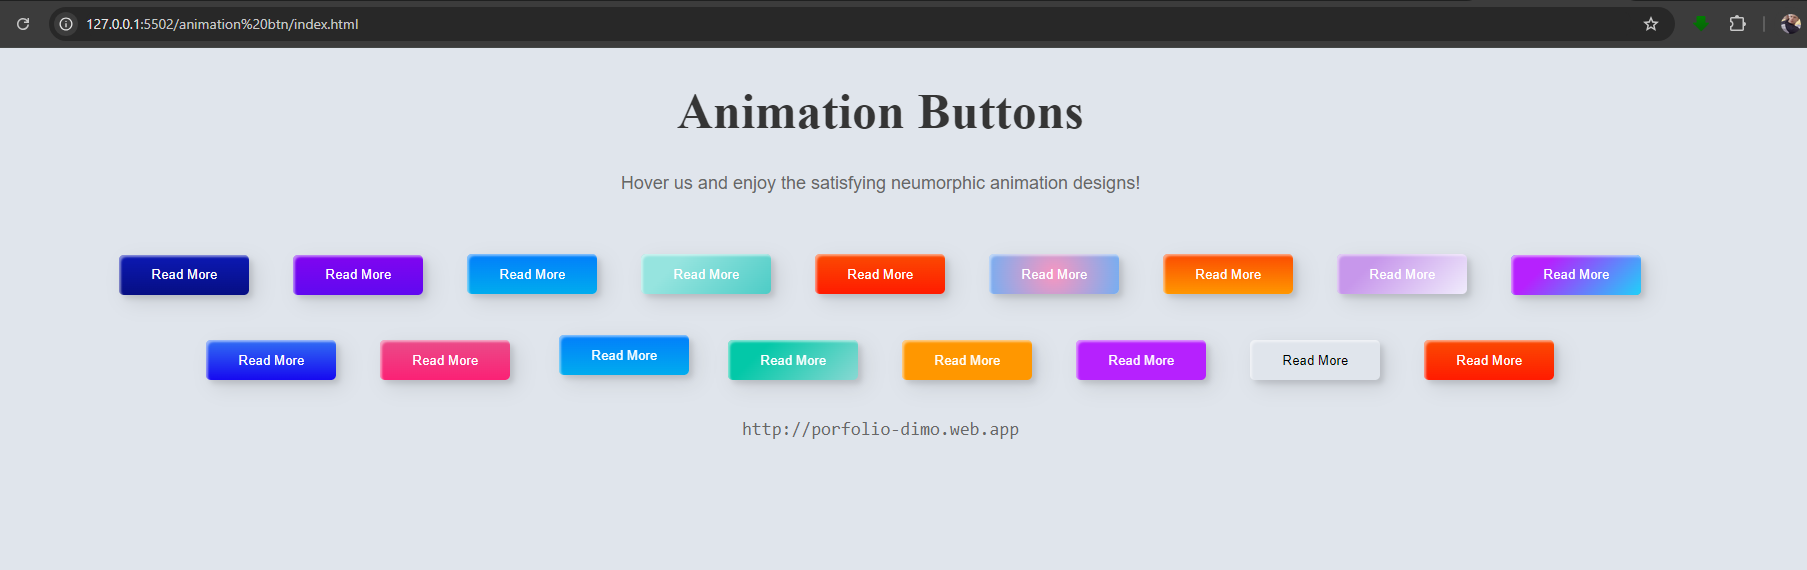 127.0.0.1:5502/animation%20btn/index.html
Animation Buttons
Hover us and enjoy the satisfying neumorphic animation designs!
Read More Read More Read More Read More Read More Read More Read More Read More Read More
Read More Read More Read More Read More Read More Read More Read More Read More
http://porfolio-dimo.web.app